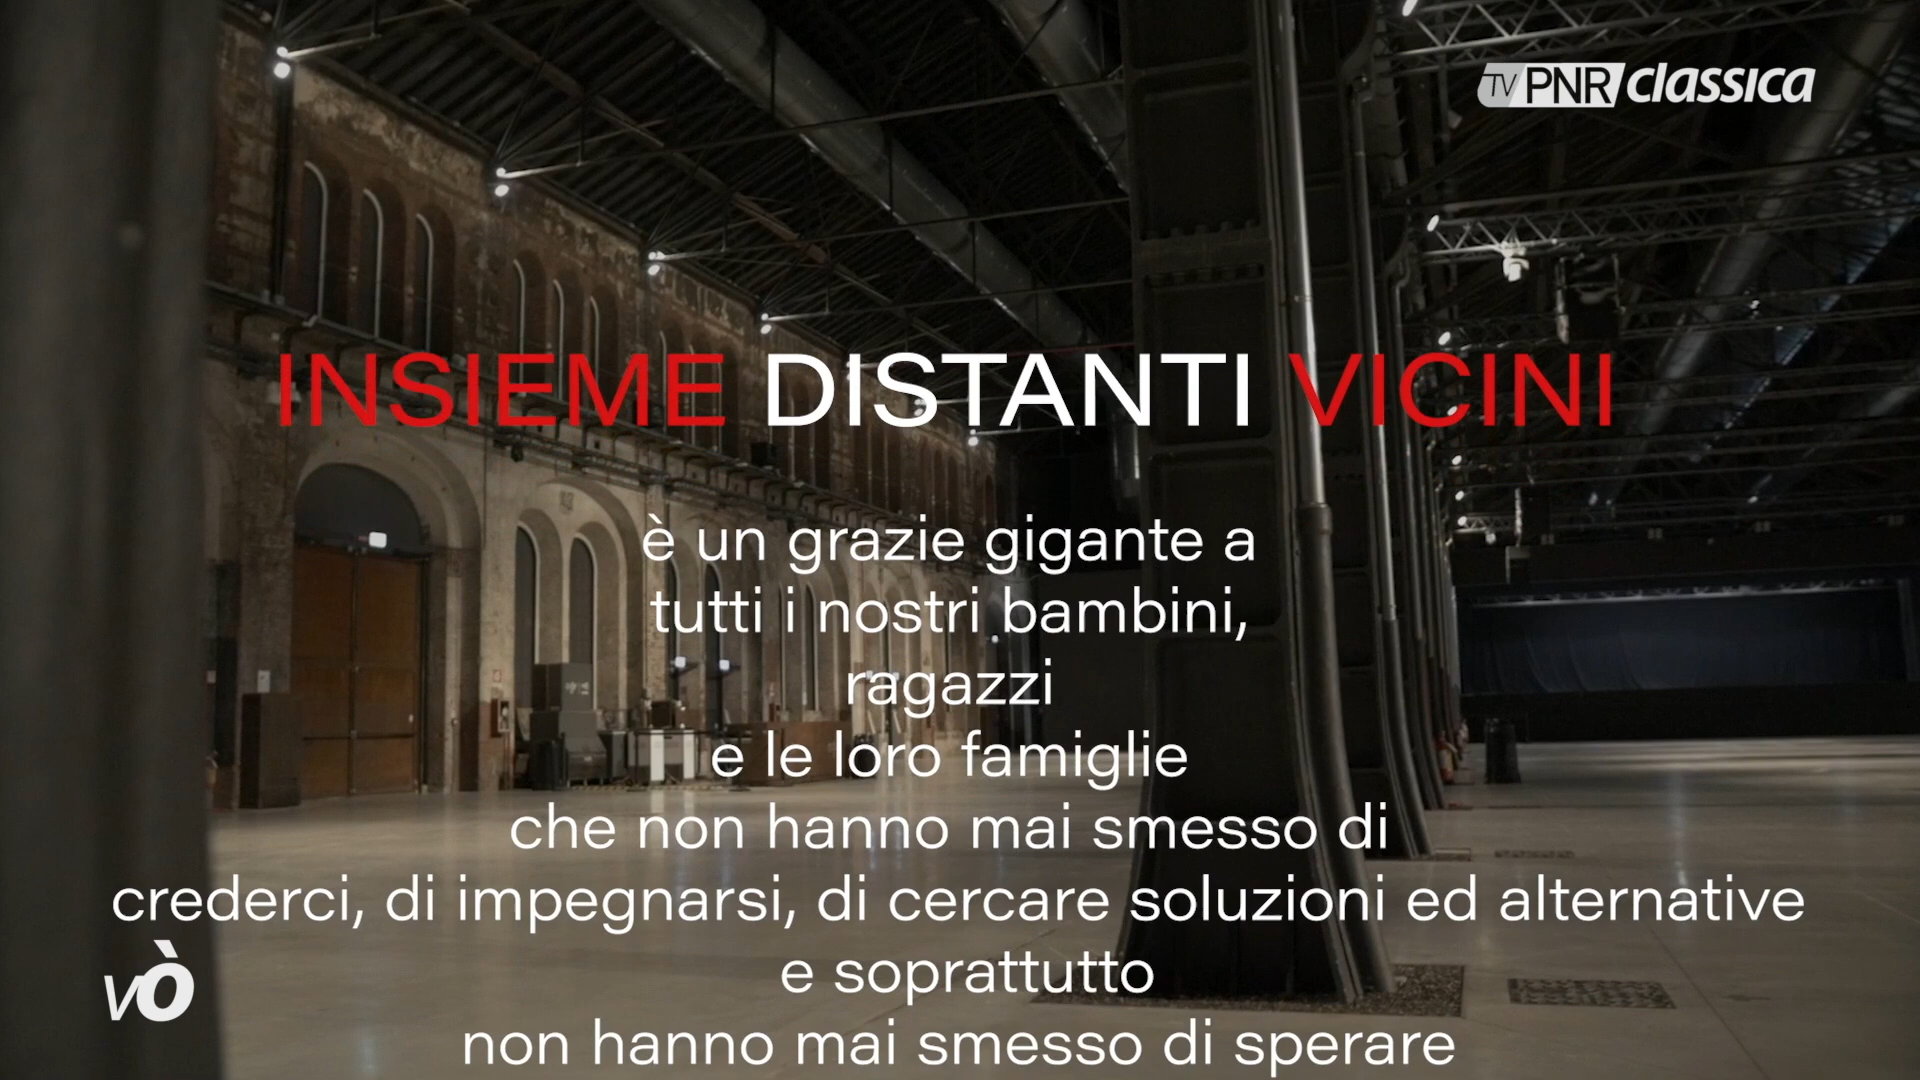 TV PNR classica
INSIEME DISTANTI VICINI
è un grazie gigante a
tutti i nostri bambini,
ragazzi
e le loro famiglie
che non hanno mai smesso di
crederci, di impegnarsi, di cercare soluzioni ed alternative
e soprattutto
non hanno mai smesso di sperare
vò